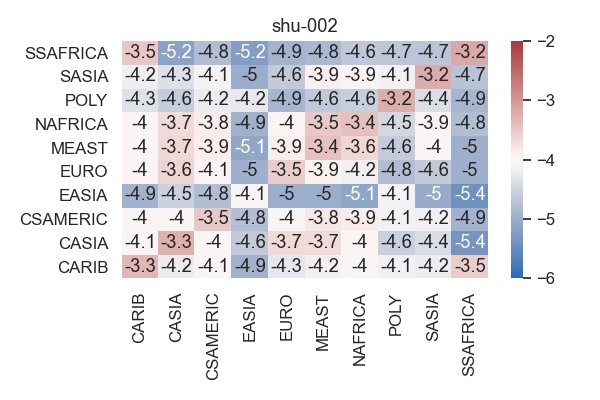 shu-002
SSAFRICA -3.5 -5.2 -4.8 -5.2 -4.9 -4.8 -4.6 -4.7 -4.7 -3.2
SASIA -4.2 -4.3 -4.1 -5 -4.6 -3.9 -3.9 -4.1 -3.2 -4.7
POLY -4.3 -4.6 -4.2 -4.2 -4.9 -4.6 -4.6 -3.2 -4.4 -4.9
NAFRICA -4 -3.7 -3.8 -4.9 -4 -3.5 -3.4 -4.5 -3.9 -4.8
MEAST -4 -3.7 -3.9 -5.1 -3.9 -3.4 -3.6 -4.6 -4 -5
EURO -4 -3.6 -4.1 -5 -3.5 -3.9 -4.2 -4.8 -4.6 -5
EASIA -4.9 -4.5 -4.8 -4.1 -5 -5 -5.1 -4.1 -5 -5.4
CSAMERIC -4 -4 -3.5 -4.8 -4 -3.8 -3.9 -4.1 -4.2 -4.9
CASIA -4.1 -3.3 -4 -4.6 -3.7 -3.7 -4 -4.6 -4.4 -5.4
CARIB -3.3 -4.2 -4.1 -4.9 -4.3 -4.2 -4 -4.1 -4.2 -3.5
CARIB CASIA CSAMERIC EASIA EURO MEAST NAFRICA POLY SASIA SSAFRICA
−2
−3
−4
−5
−6